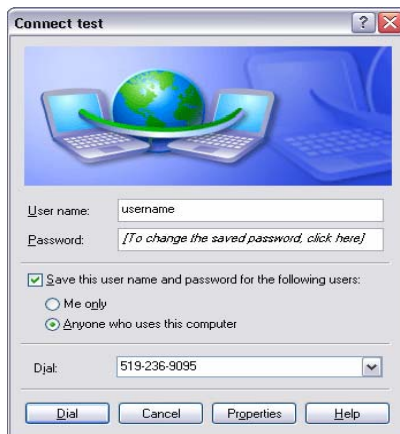 Connect test
User name: username
Password: [To change the saved password, click here]
Save this user name and password for the following users:
Me only
Anyone who uses this computer
Dial: 519-236-9095
Dial Cancel Properties Help